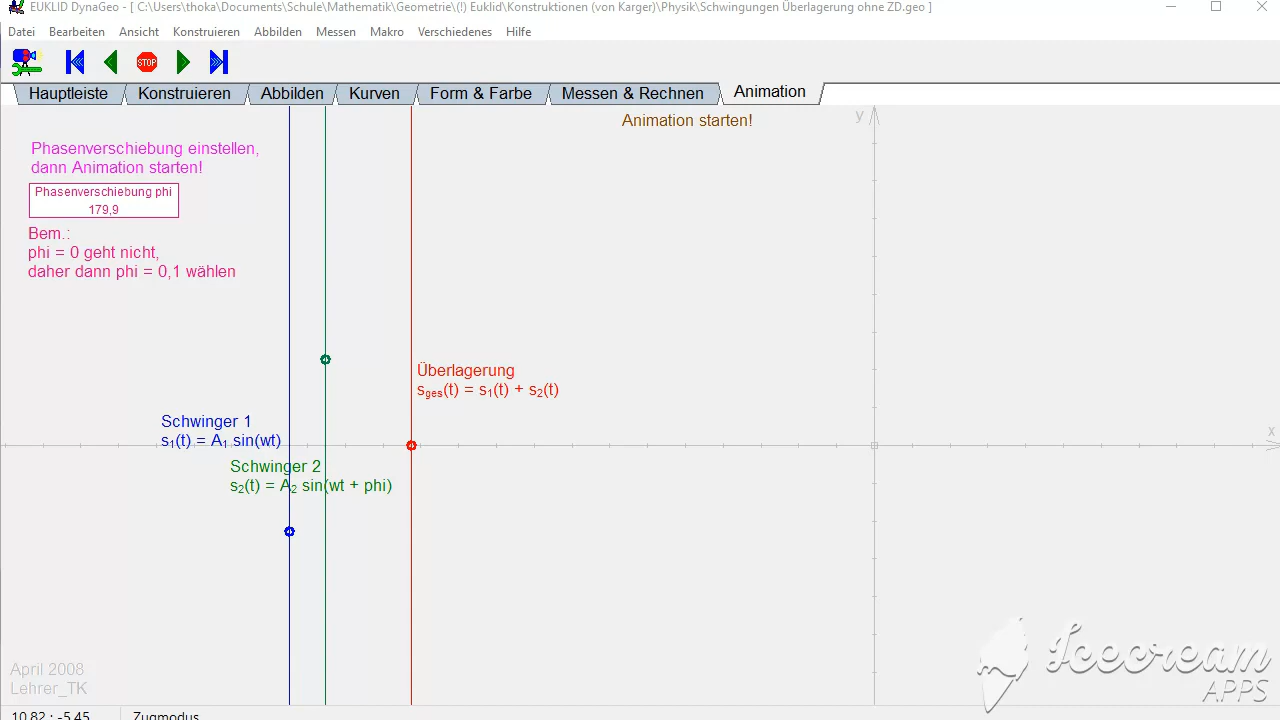 EUKLID DynaGeo - [ C:\Users\thoka\Documents\Schule\Mathematik\Geometrie\(!) Euklid\Konstruktionen (von Karger)\Physik\Schwingungen Überlagerung ohne ZD.geo ]
Datei Bearbeiten Ansicht Konstruieren Abbilden Messen Makro Verschiedenes Hilfe
STOP
Hauptleiste Konstruieren Abbilden Kurven Form & Farbe Messen & Rechnen Animation
Animation starten!
y
Phasenverschiebung einstellen,
dann Animation starten!
Phasenverschiebung phi
179,9
Bem.:
phi = 0 geht nicht,
daher dann phi = 0,1 wählen
Überlagerung
s_ges(t) = s₁(t) + s₂(t)
Schwinger 1
s₁(t) = A₁ sin(wt)
x
Schwinger 2
s₂(t) = A₂ sin(wt + phi)
April 2008
Lehrer_TK
Icecream
APPS
10,82 ; -5,45 Zugmodus